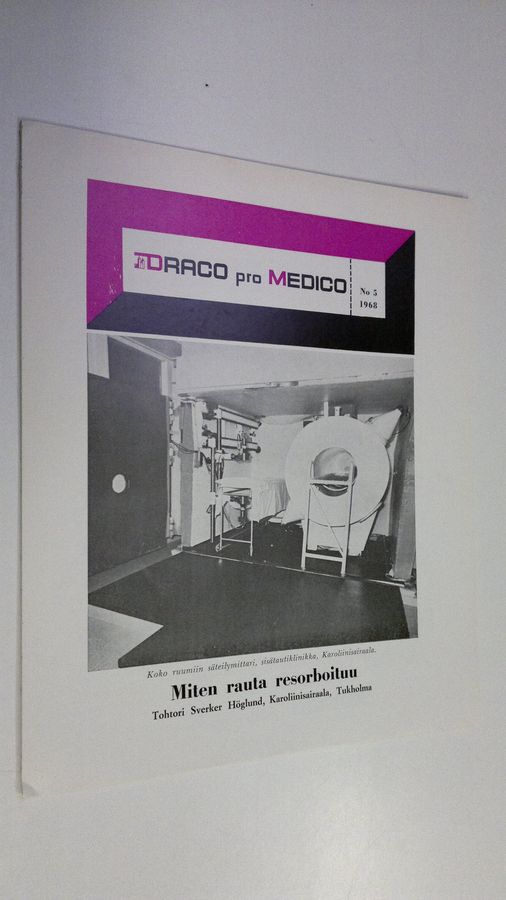 DRACO pro MEDICO
No 5
1968
Koko ruumiin säteilymittari, sisätautiklinikka, Karoliinisairaala.
Miten rauta resorboituu
Tohtori Sverker Höglund, Karoliinisairaala, Tukholma